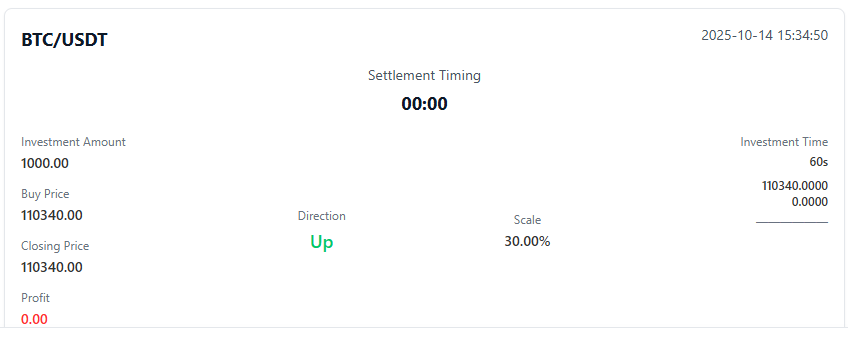 BTC/USDT
2025-10-14 15:34:50
Settlement Timing
00:00
Investment Amount
1000.00
Buy Price
110340.00
Closing Price
110340.00
Profit
0.00
Direction
Up
Scale
30.00%
Investment Time
60s
110340.0000
0.0000